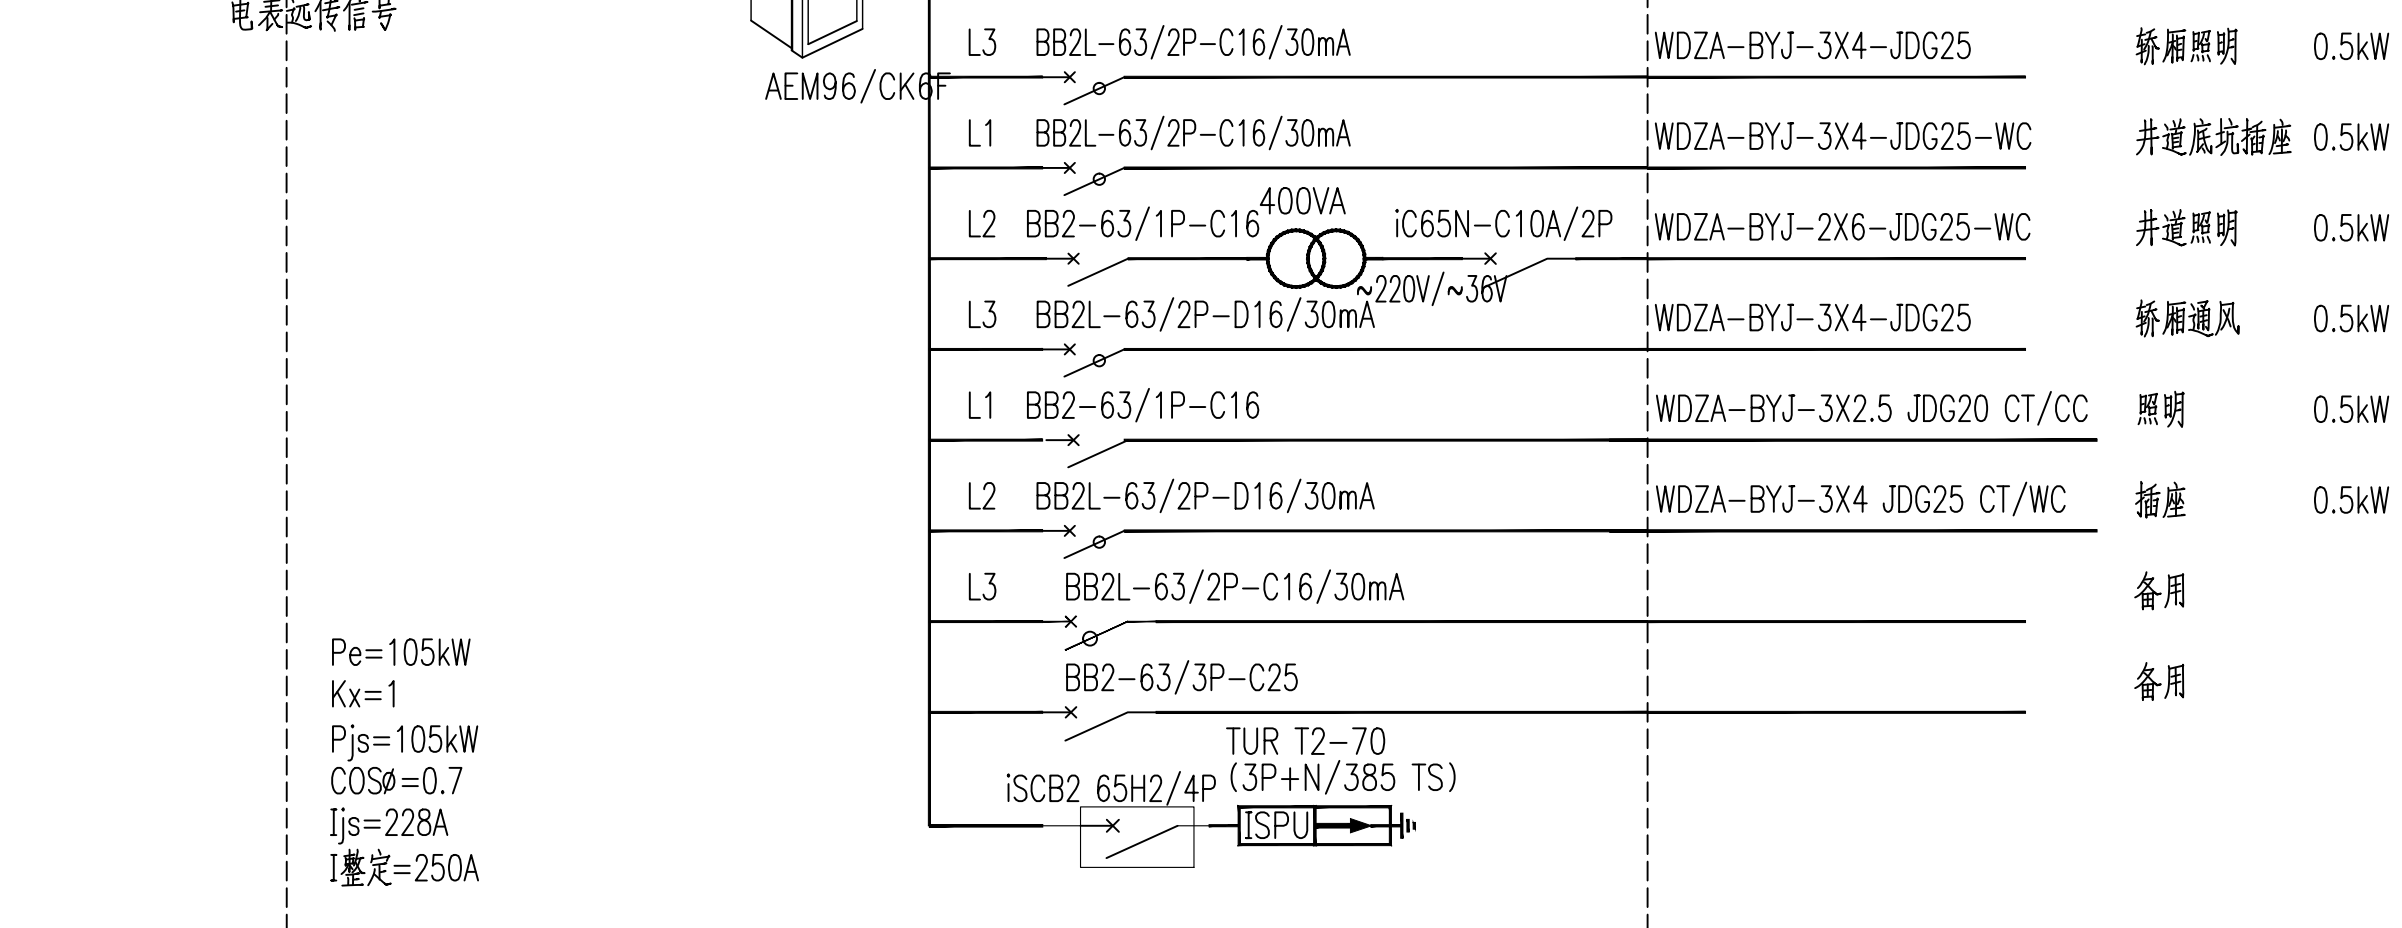 电表远传信号
AEM96/CK6F
L3 BB2L-63/2P-C16/30mA WDZA-BYJ-3X4-JDG25 轿厢照明 0.5kW
L1 BB2L-63/2P-C16/30mA WDZA-BYJ-3X4-JDG25-WC 井道底坑插座 0.5kW
400VA
L2 BB2-63/1P-C16 iC65N-C10A/2P WDZA-BYJ-2X6-JDG25-WC 井道照明 0.5kW
~220V/~36V
L3 BB2L-63/2P-D16/30mA WDZA-BYJ-3X4-JDG25 轿厢通风 0.5kW
L1 BB2-63/1P-C16 WDZA-BYJ-3X2.5 JDG20 CT/CC 照明 0.5kW
L2 BB2L-63/2P-D16/30mA WDZA-BYJ-3X4 JDG25 CT/WC 插座 0.5kW
L3 BB2L-63/2P-C16/30mA 备用
BB2-63/3P-C25 备用
TUR T2-70
(3P+N/385 TS)
iSCB2 65H2/4P
ISPU
Pe=105kW
Kx=1
Pjs=105kW
COSø=0.7
Ijs=228A
I整定=250A